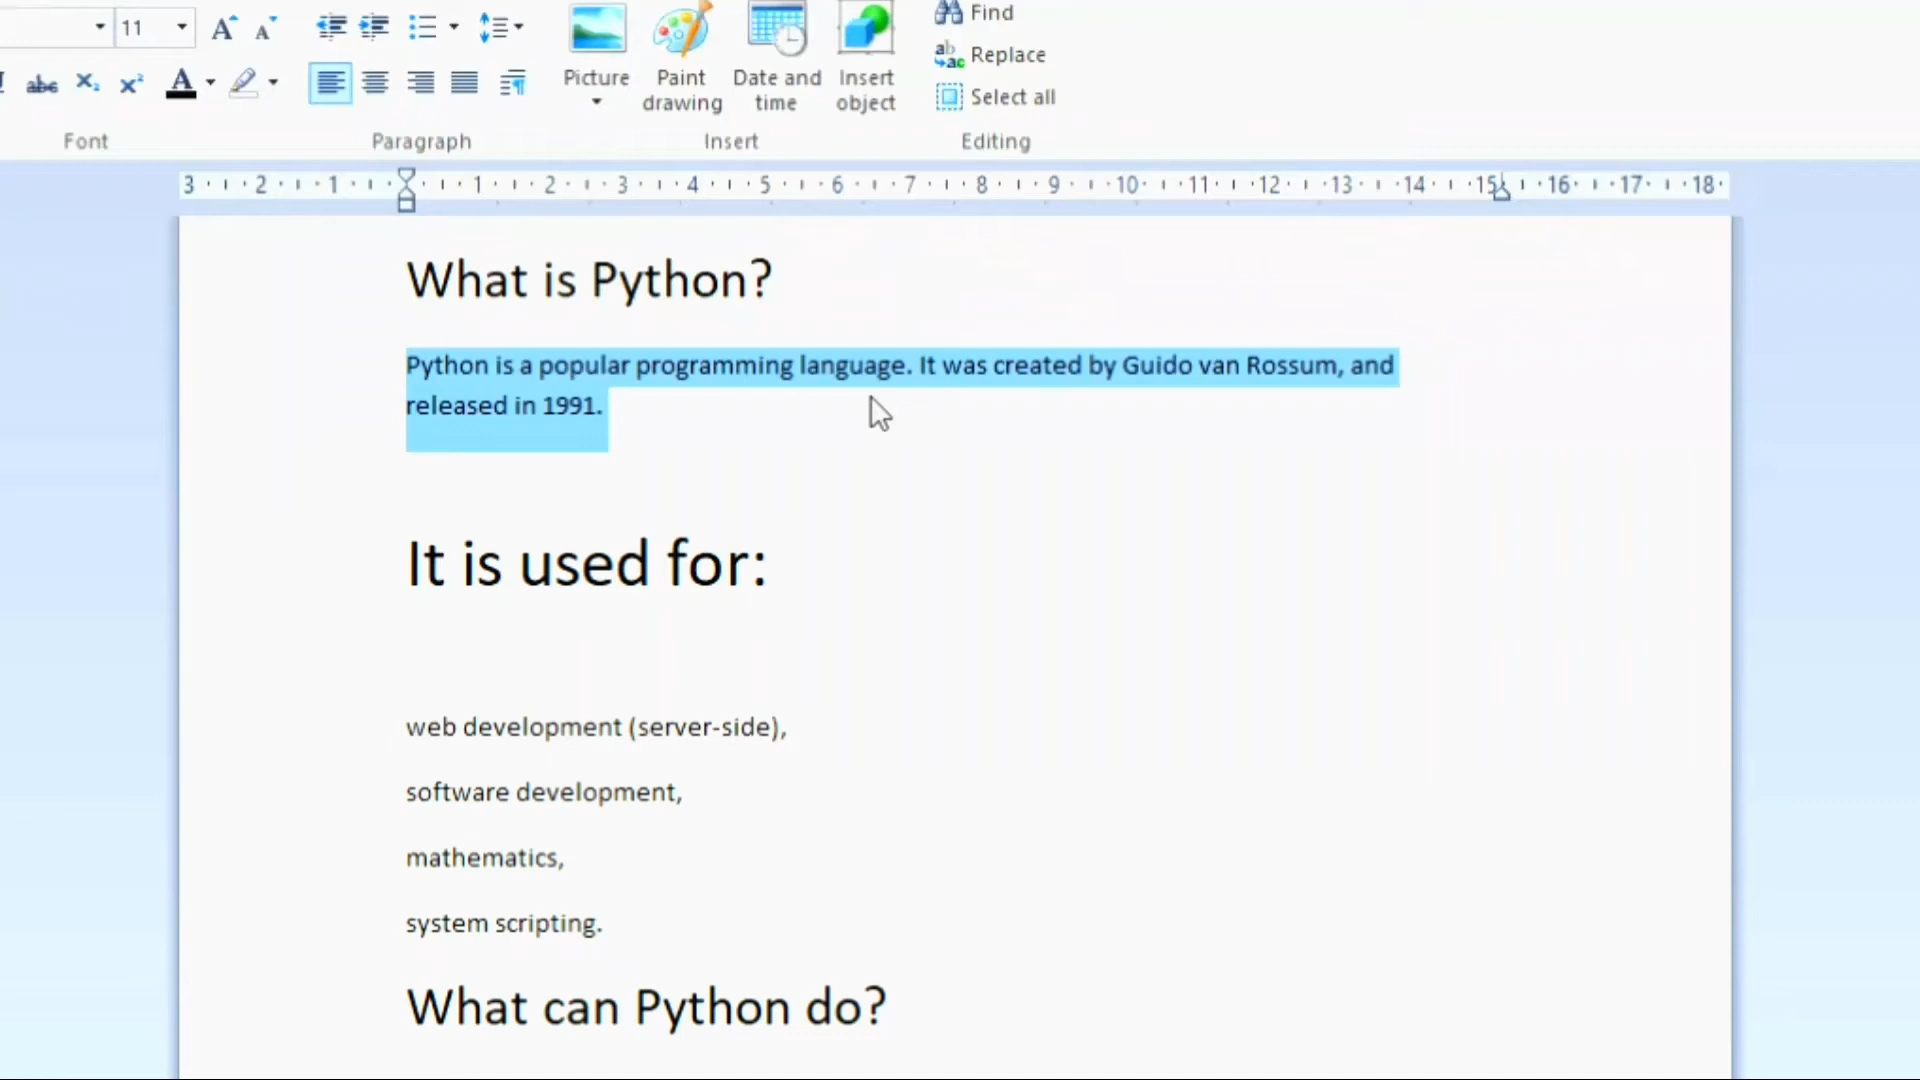 11
Find
Replace
Select all
Picture
Paint drawing
Date and time
Insert object
Font
Paragraph
Insert
Editing
3 2 1 1 2 3 4 5 6 7 8 9 10 11 12 13 14 15 16 17 18
What is Python?
Python is a popular programming language. It was created by Guido van Rossum, and
released in 1991.
It is used for:
web development (server-side),
software development,
mathematics,
system scripting.
What can Python do?